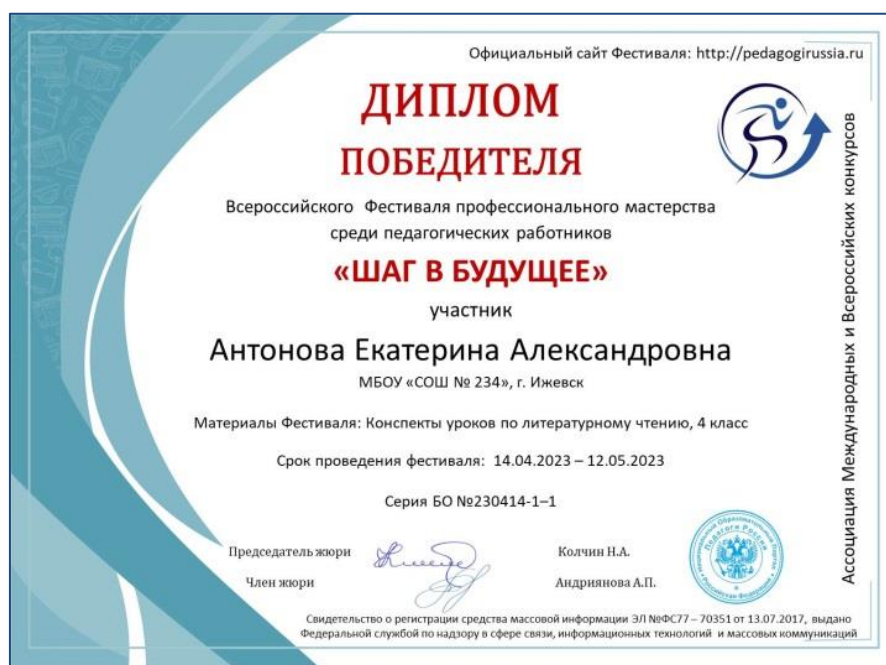 Официальный сайт Фестиваля: http://pedagogirussia.ru
ДИПЛОМ
ПОБЕДИТЕЛЯ
Всероссийского Фестиваля профессионального мастерства
среди педагогических работников
«ШАГ В БУДУЩЕЕ»
участник
Антонова Екатерина Александровна
МБОУ «СОШ № 234», г. Ижевск
Материалы Фестиваля: Конспекты уроков по литературному чтению, 4 класс
Срок проведения фестиваля: 14.04.2023 – 12.05.2023
Серия БО №230414-1–1
Председатель жюри Колчин Н.А.
Член жюри Андриянова А.П.
Педагоги России
Российская Федерация
Свидетельство о регистрации средства массовой информации ЭЛ №ФС77 – 70351 от 13.07.2017, выдано
Федеральной службой по надзору в сфере связи, информационных технологий и массовых коммуникаций
Ассоциация Международных и Всероссийских конкурсов